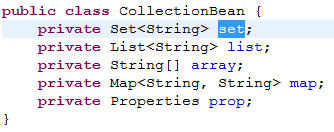 public class CollectionBean {
private Set<String> set;
private List<String> list;
private String[] array;
private Map<String, String> map;
private Properties prop;
}